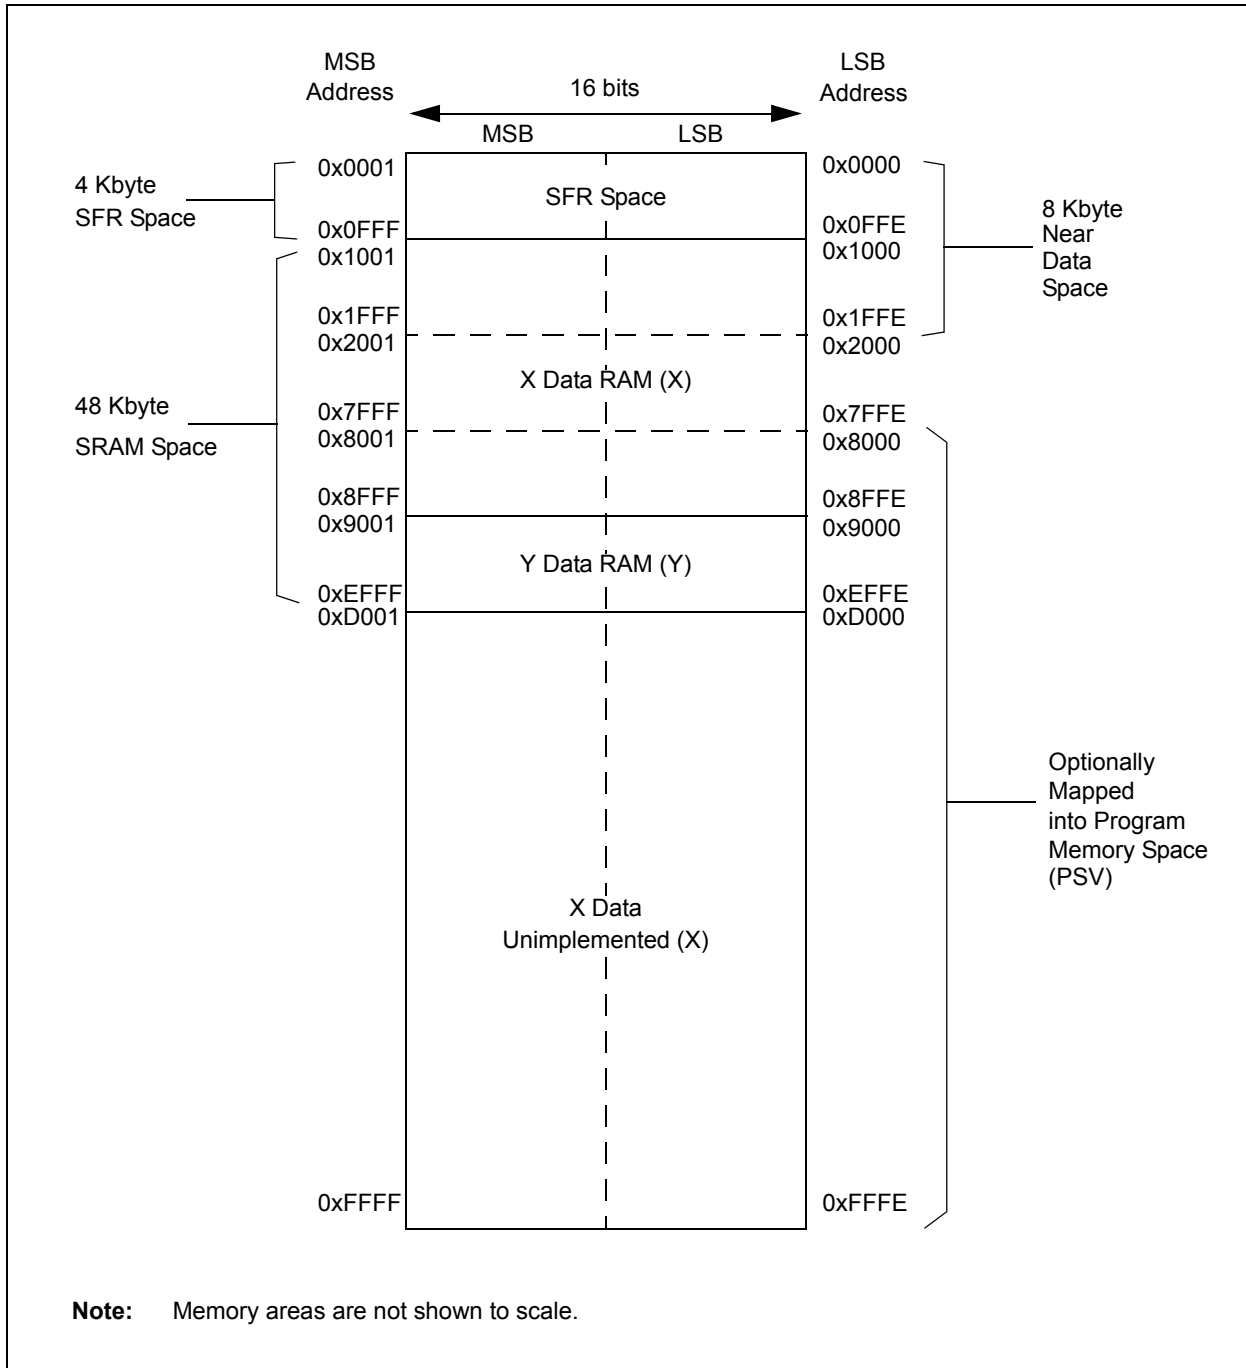 MSB
Address
16 bits
LSB
Address
MSB
LSB
4 Kbyte
SFR Space
0x0001
0x0FFF
0x1001
SFR Space
0x0000
0x0FFE
0x1000
8 Kbyte
Near
Data
Space
0x1FFF
0x2001
0x1FFE
0x2000
48 Kbyte
SRAM Space
X Data RAM (X)
0x7FFF
0x8001
0x7FFE
0x8000
0x8FFF
0x9001
0x8FFE
0x9000
Y Data RAM (Y)
0xEFFF
0xD001
0xEFFE
0xD000
Optionally
Mapped
into Program
Memory Space
(PSV)
X Data
Unimplemented (X)
0xFFFF
0xFFFE
Note: Memory areas are not shown to scale.